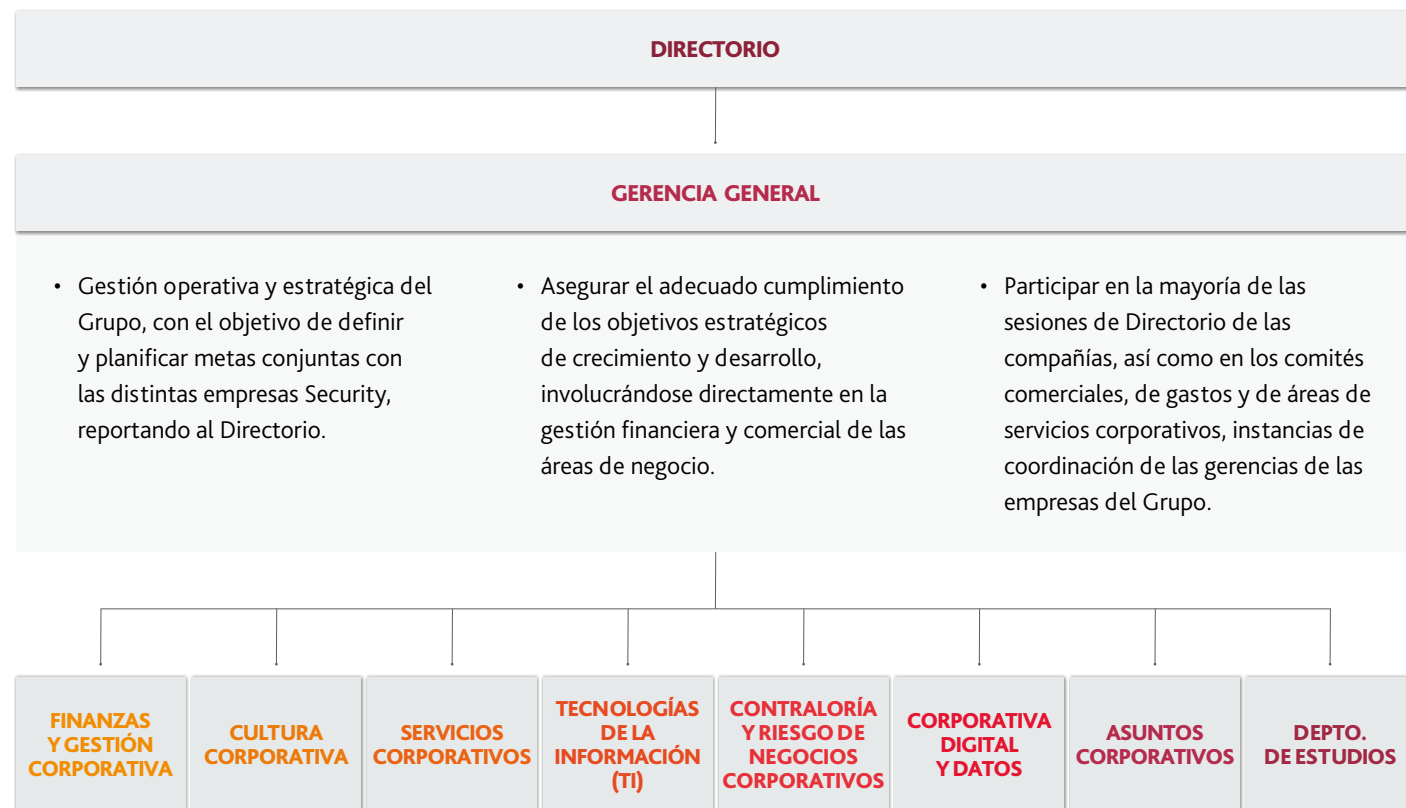 DIRECTORIO
GERENCIA GENERAL
• Gestión operativa y estratégica del
Grupo, con el objetivo de definir
y planificar metas conjuntas con
las distintas empresas Security,
reportando al Directorio.
• Asegurar el adecuado cumplimiento
de los objetivos estratégicos
de crecimiento y desarrollo,
involucrándose directamente en la
gestión financiera y comercial de las
áreas de negocio.
• Participar en la mayoría de las
sesiones de Directorio de las
compañías, así como en los comités
comerciales, de gastos y de áreas de
servicios corporativos, instancias de
coordinación de las gerencias de las
empresas del Grupo.
FINANZAS
Y GESTIÓN
CORPORATIVA
CULTURA
CORPORATIVA
SERVICIOS
CORPORATIVOS
TECNOLOGÍAS
DE LA
INFORMACIÓN
(TI)
CONTRALORÍA
Y RIESGO DE
NEGOCIOS
CORPORATIVOS
CORPORATIVA
DIGITAL
Y DATOS
ASUNTOS
CORPORATIVOS
DEPTO.
DE ESTUDIOS